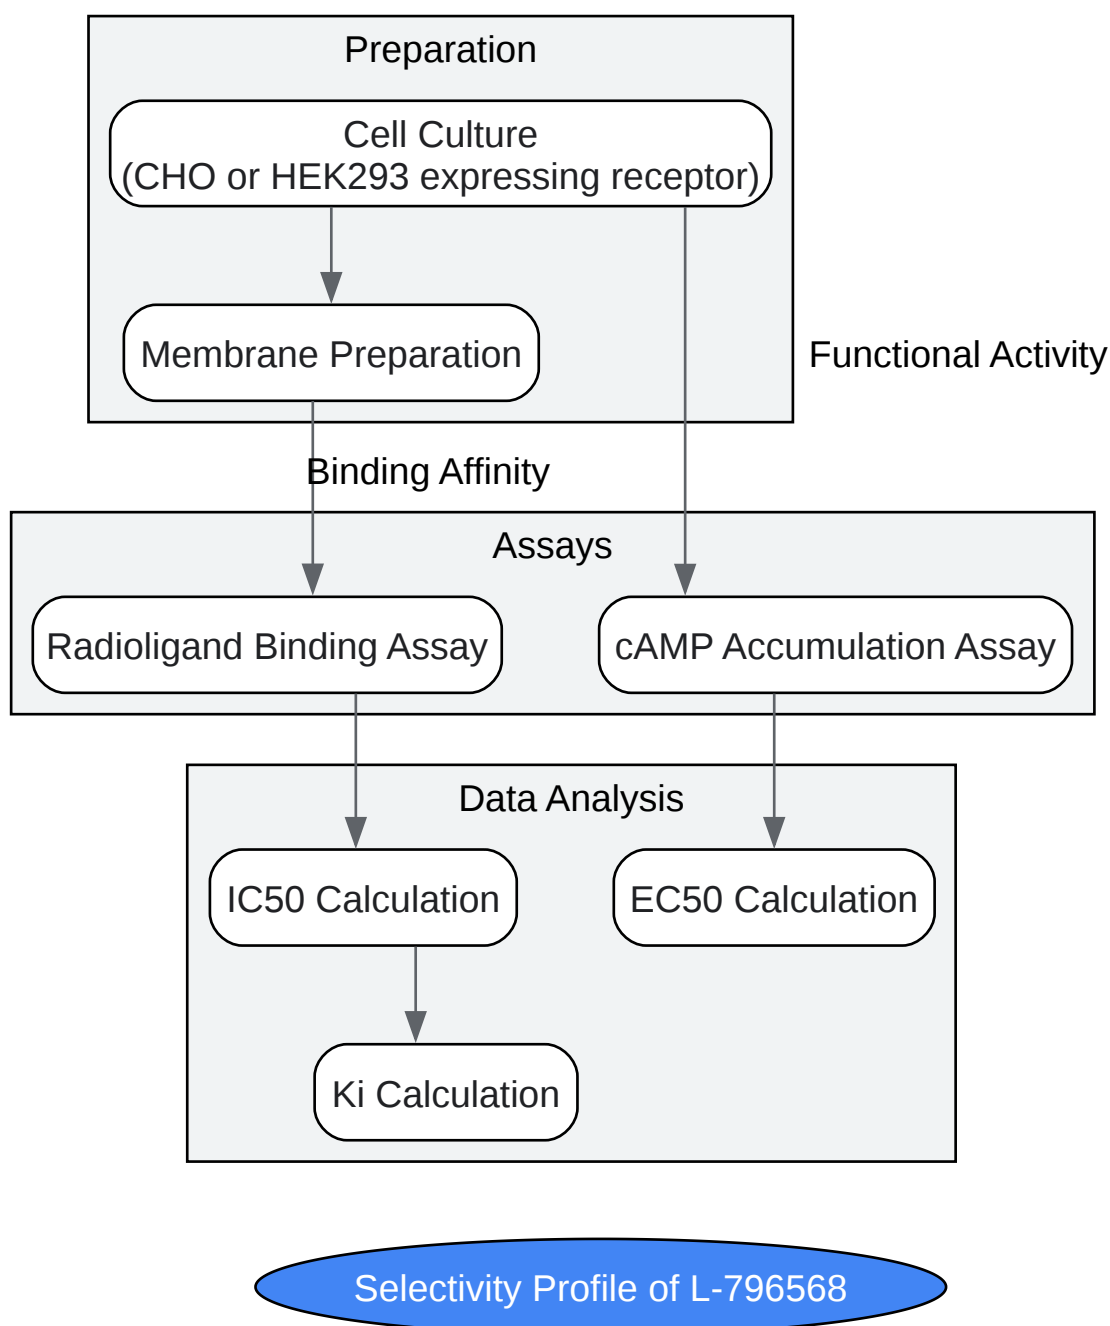 Preparation
Cell Culture
(CHO or HEK293 expressing receptor)
Membrane Preparation
Functional Activity
Binding Affinity
Assays
Radioligand Binding Assay
cAMP Accumulation Assay
Data Analysis
IC50 Calculation
EC50 Calculation
Ki Calculation
Selectivity Profile of L-796568